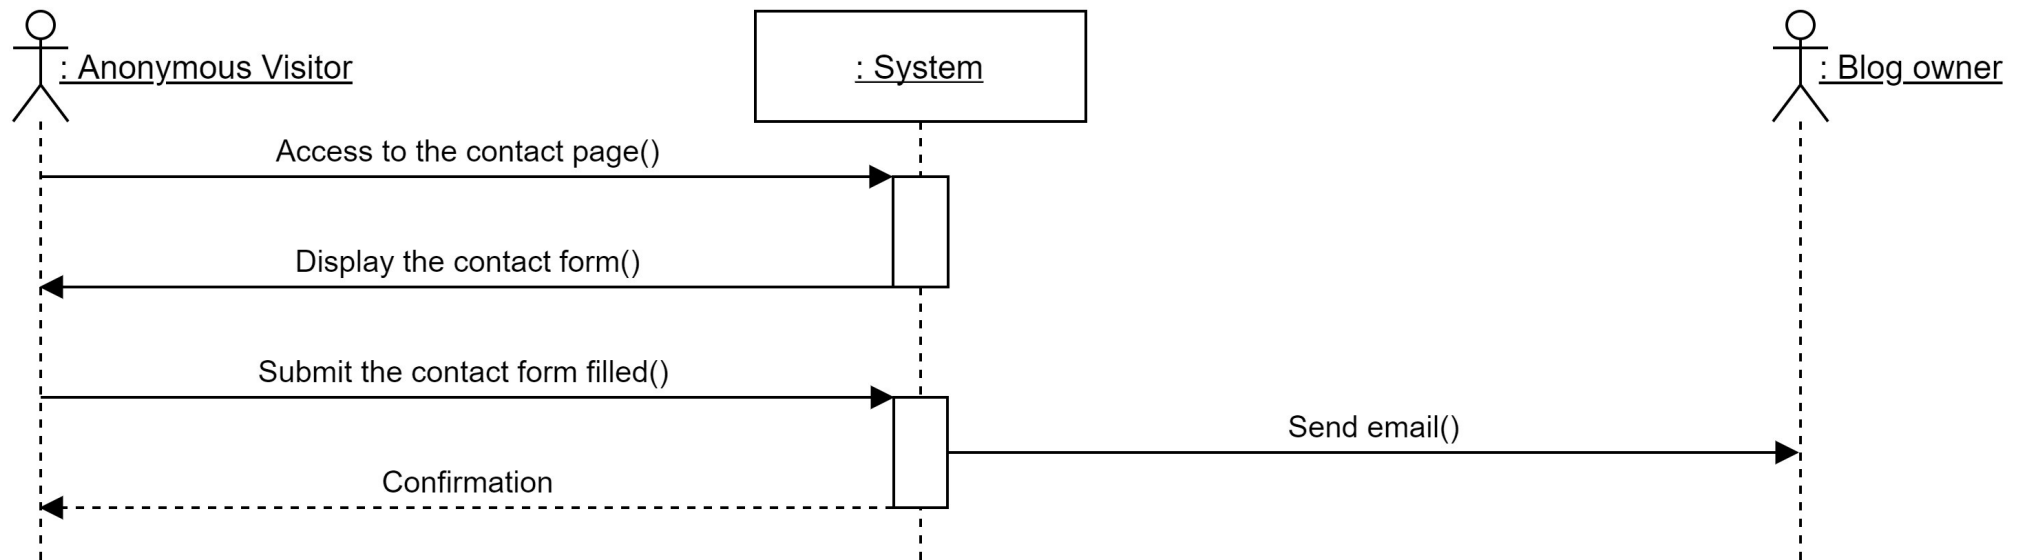 : Anonymous Visitor
: System
: Blog owner
Access to the contact page()
Display the contact form()
Submit the contact form filled()
Send email()
Confirmation